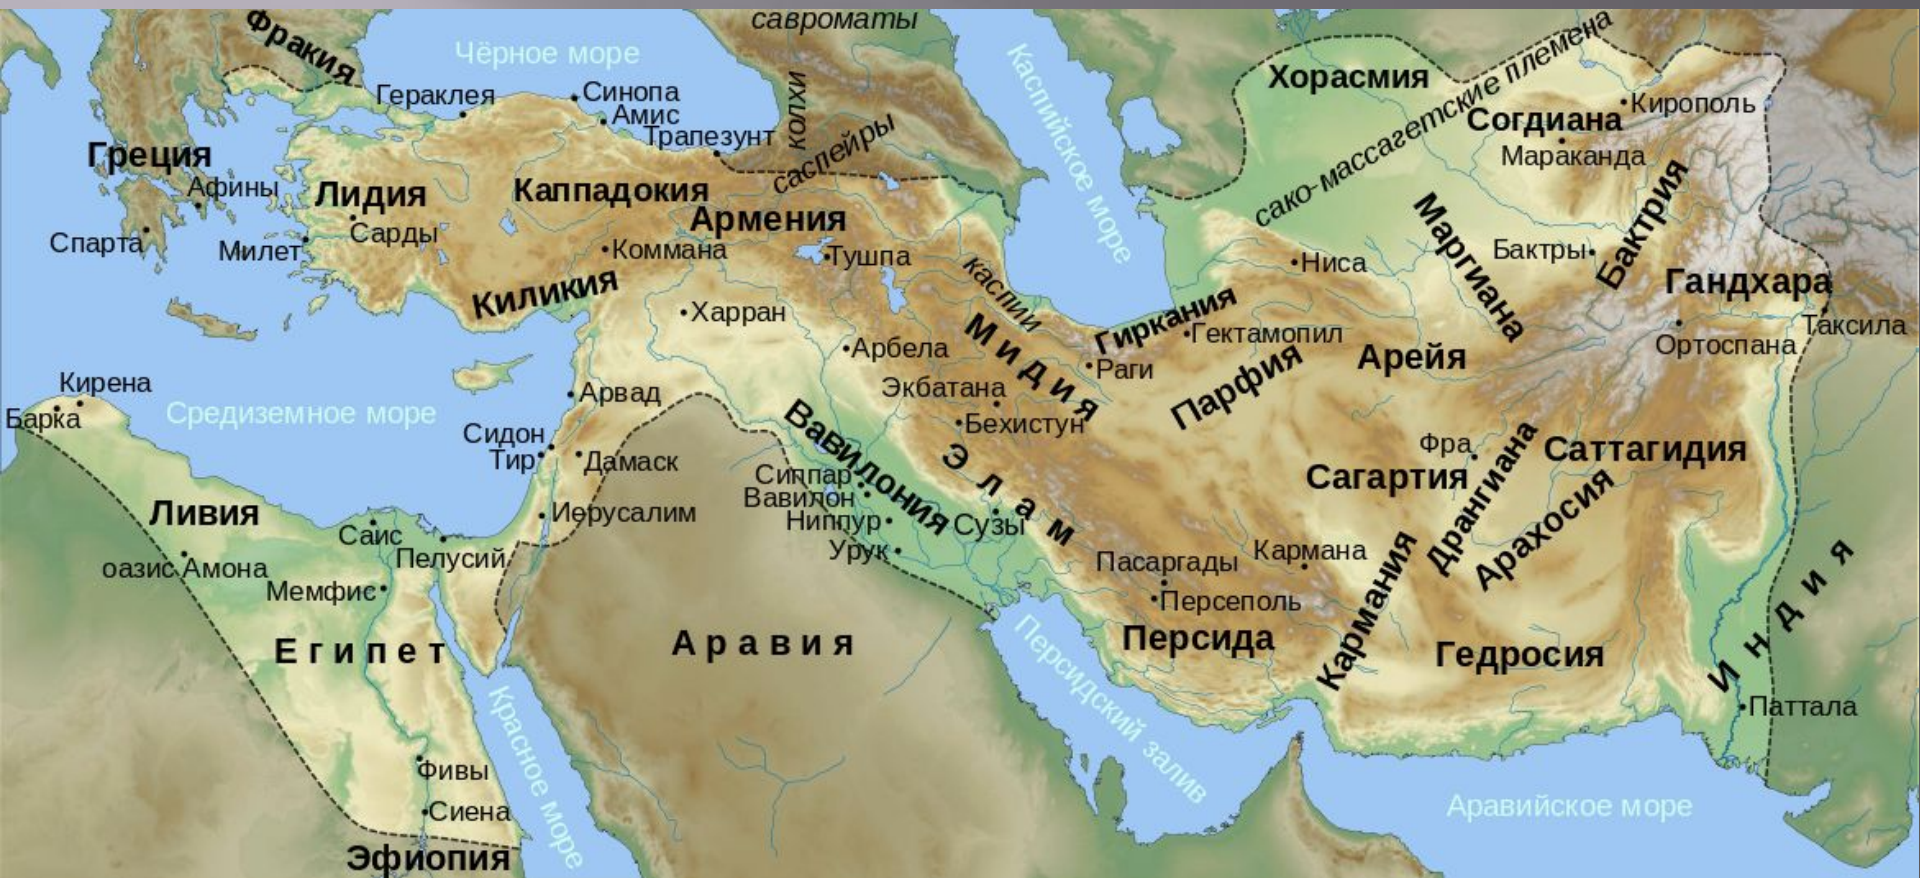 савроматы
Фракия
Чёрное море
Каспийское море
сако-массагетские племена
Хорасмия
Гераклея
Синопа
Амис
Трапезунт
колхи
саспейры
Кирополь
Согдиана
Мараканда
Греция
Афины
Лидия
Каппадокия
Армения
Сарды
Спарта
Милет
Коммана
Тушпа
каспии
Ниса
Маргиана
Бактры
Бактрия
Гандхара
Киликия
Харран
Мидия
Гиркания
Гектамопил
Таксила
Ортоспана
Арбела
Раги
Парфия
Арейя
Кирена
Барка
Средиземное море
Арвад
Экбатана
Бехистун
Вавилония
Элам
Сидон
Тир
Дамаск
Сиппар
Вавилон
Ниппур
Урук
Сузы
Фра
Сагартия
Дрангиана
Саттагидия
Арахосия
Ливия
Саис
Пелусий
Иерусалим
оазис Амона
Мемфис
Пасаргады
Кармана
Персеполь
Персида
Кармания
Гедросия
Индия
Египет
Аравия
Персидский залив
Красное море
Паттала
Фивы
Сиена
Аравийское море
Эфиопия